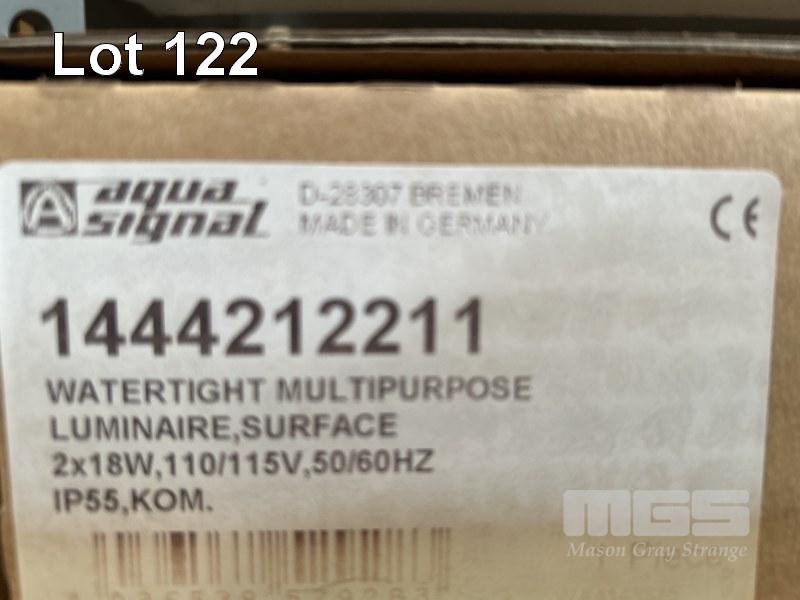 Lot 122
aqua signal
D-28307 BREMEN
MADE IN GERMANY
CE
1444212211
WATERTIGHT MULTIPURPOSE
LUMINAIRE,SURFACE
2x18W,110/115V,50/60HZ
IP55,KOM.
MGS
Mason Gray Strange